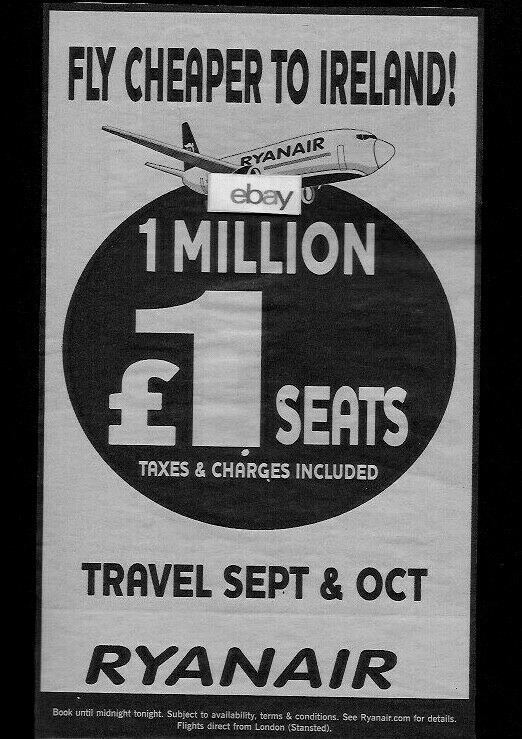 FLY CHEAPER TO IRELAND!
RYANAIR
ebay
1 MILLION
£1 SEATS
TAXES & CHARGES INCLUDED
TRAVEL SEPT & OCT
RYANAIR
Book until midnight tonight. Subject to availability, terms & conditions. See Ryanair.com for details.
Flights direct from London (Stansted).